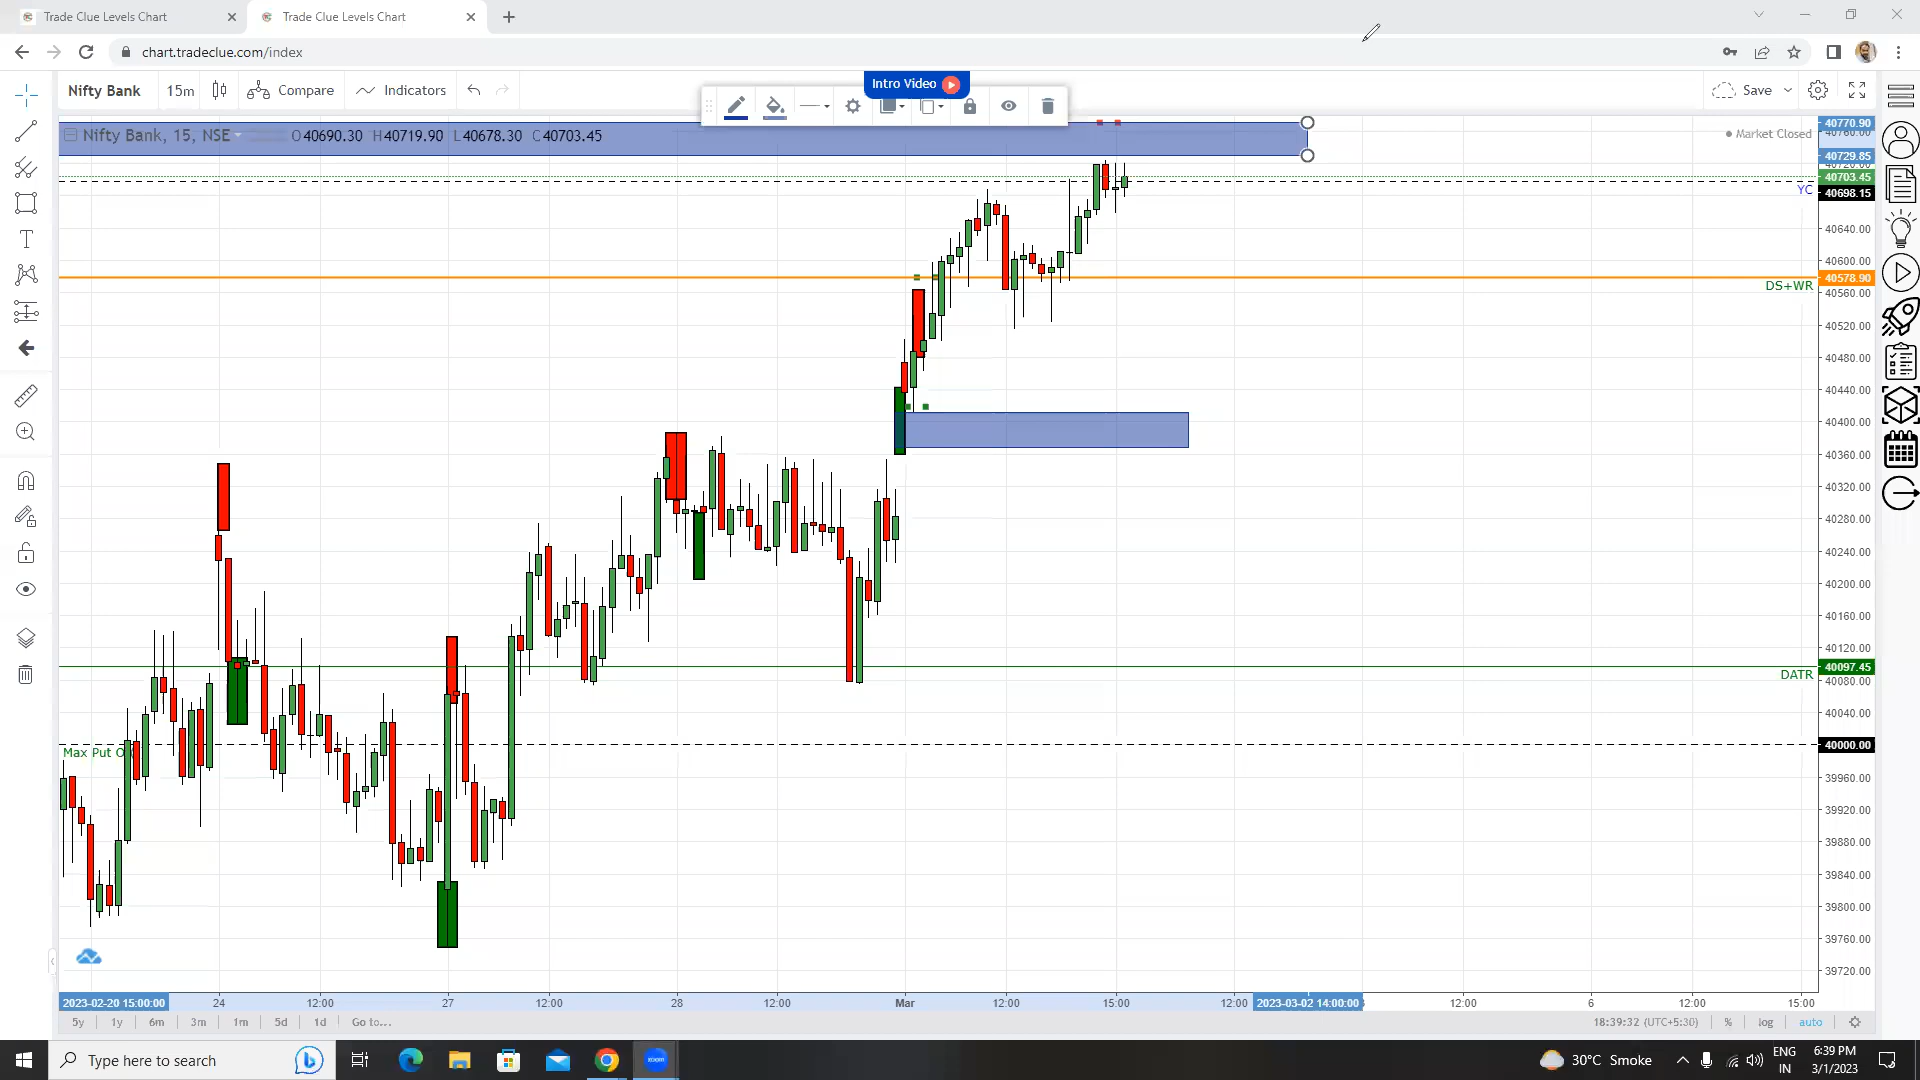 Trade Clue Levels Chart
Trade Clue Levels Chart
chart.tradeclue.com/index
Nifty Bank
15m
Compare
Indicators
Intro Video
Save
Nifty Bank, 15, NSE
O40690.30 H40719.90 L40678.30 C40703.45
Market Closed
40770.90
40729.85
40703.45
YC
40698.15
40640.00
40600.00
40578.90
DS+WR
40560.00
40520.00
40480.00
40440.00
40400.00
40360.00
40320.00
40280.00
40240.00
40200.00
40160.00
40120.00
40097.45
DATR
40080.00
40040.00
Max Put O
40000.00
39960.00
39920.00
39880.00
39840.00
39800.00
39760.00
39720.00
2023-02-20 15:00:00
24
12:00
27
12:00
28
12:00
Mar
12:00
15:00
12:00
2023-03-02 14:00:00
12:00
6
12:00
15:00
5y
1y
6m
3m
1m
5d
1d
Go to...
18:39:32 (UTC+5:30)
%
log
auto
Type here to search
zoom
30°C Smoke
ENG
IN
6:39 PM
3/1/2023